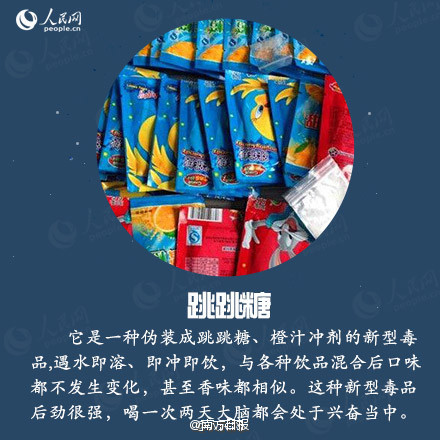 人民网
people.cn
跳跳糖
它是一种伪装成跳跳糖、橙汁冲剂的新型毒
品,遇水即溶、即冲即饮，与各种饮品混合后口味
都不发生变化，甚至香味都相似。这种新型毒品
后劲很强，喝一次两天大脑都会处于兴奋当中。
@南方日报